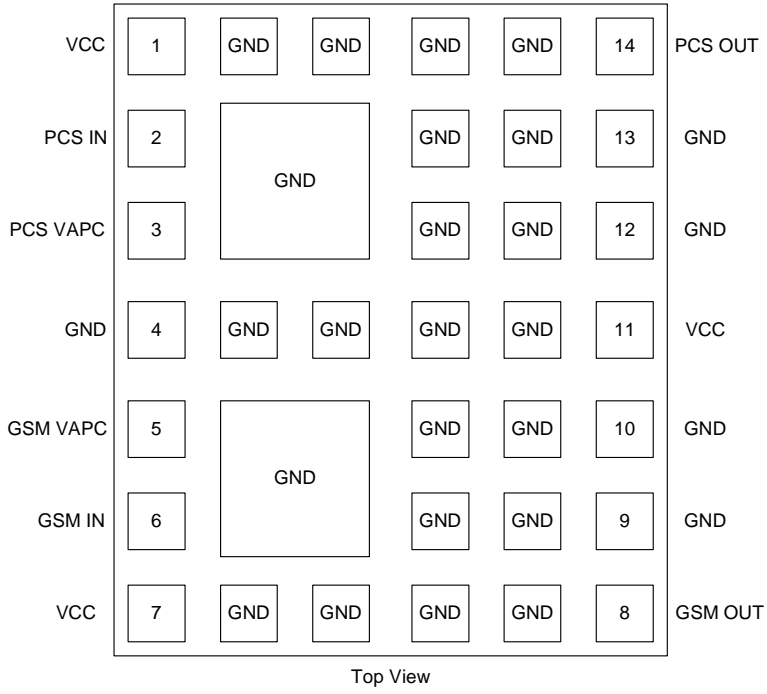 VCC 1 GND GND GND GND 14 PCS OUT
PCS IN 2 GND GND 13 GND
GND
PCS VAPC 3 GND GND 12 GND
GND 4 GND GND GND GND 11 VCC
GSM VAPC 5 GND GND 10 GND
GND
GSM IN 6 GND GND 9 GND
VCC 7 GND GND GND GND 8 GSM OUT
Top View